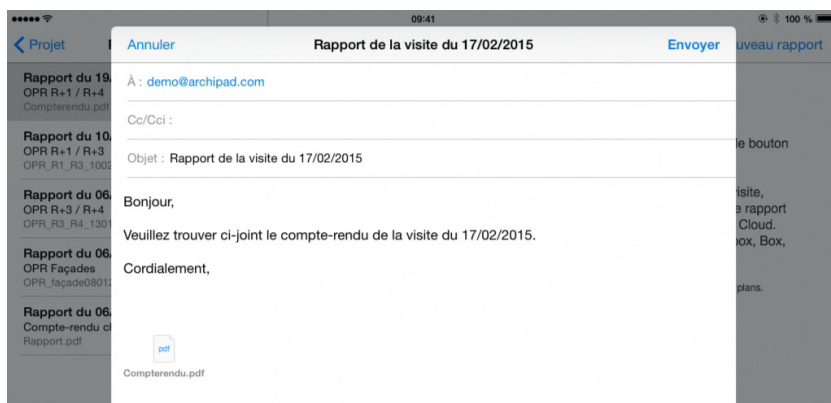 09:41
100 %
Projet
Annuler
Rapport de la visite du 17/02/2015
Envoyer
uveau rapport
Rapport du 19
OPR R+1 / R+4
Compterendu.pdf
Rapport du 10
OPR R+1 / R+3
OPR_R1_R3_1002
Rapport du 06
OPR R+3 / R+4
OPR_R3_R4_1301
Rapport du 06
OPR Façades
OPR_façade08012
Rapport du 06
Compte-rendu c
Rapport.pdf
À : demo@archipad.com
Cc/Cci :
Objet : Rapport de la visite du 17/02/2015
Bonjour,
Veuillez trouver ci-joint le compte-rendu de la visite du 17/02/2015.
Cordialement,
pdf
Compterendu.pdf
le bouton
visite,
e rapport
Cloud.
box, Box,
plans.